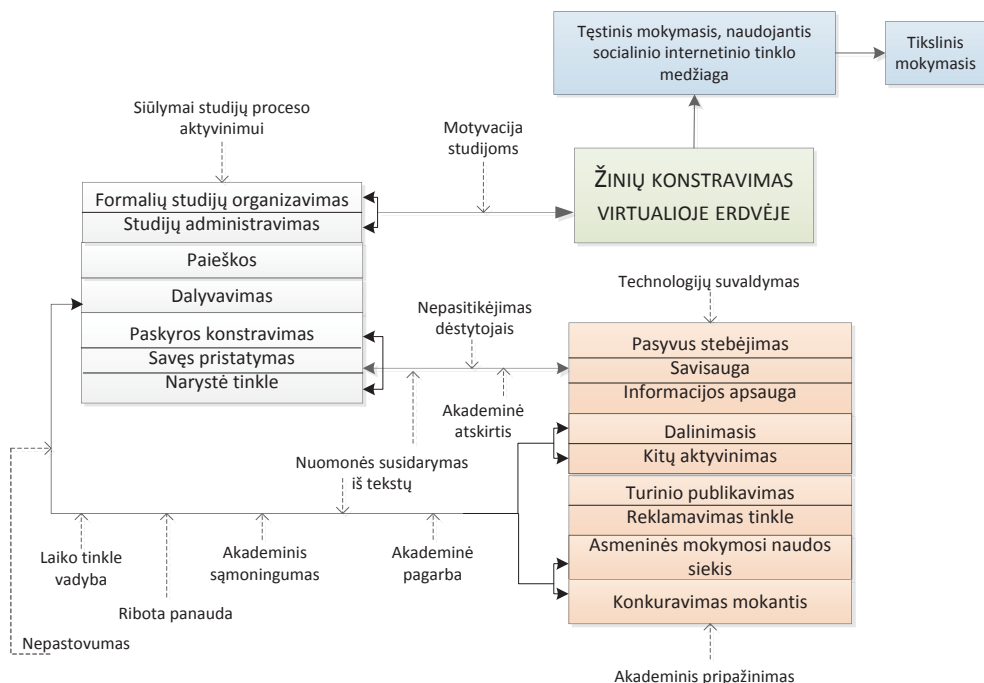 Tęstinis mokymasis, naudojantis
socialinio internetinio tinklo
medžiaga
Tikslinis
mokymasis
Siūlymai studijų proceso
aktyvinimui
Motyvacija
studijoms
ŽINIŲ KONSTRAVIMAS
VIRTUALIOJE ERDVĖJE
Formalių studijų organizavimas
Studijų administravimas
Paieškos
Dalyvavimas
Paskyros konstravimas
Savęs pristatymas
Narystė tinkle
Nepasitikėjimas
dėstytojais
Technologijų suvaldymas
Pasyvus stebėjimas
Savisauga
Informacijos apsauga
Akademinė
atskirtis
Dalinimasis
Kitų aktyvinimas
Nuomonės susidarymas
iš tekstų
Turinio publikavimas
Reklamavimas tinkle
Asmeninės mokymosi naudos
siekis
Konkuravimas mokantis
Laiko tinkle
vadyba
Ribota panauda
Akademinis
sąmoningumas
Akademinė
pagarba
Nepastovumas
Akademinis pripažinimas